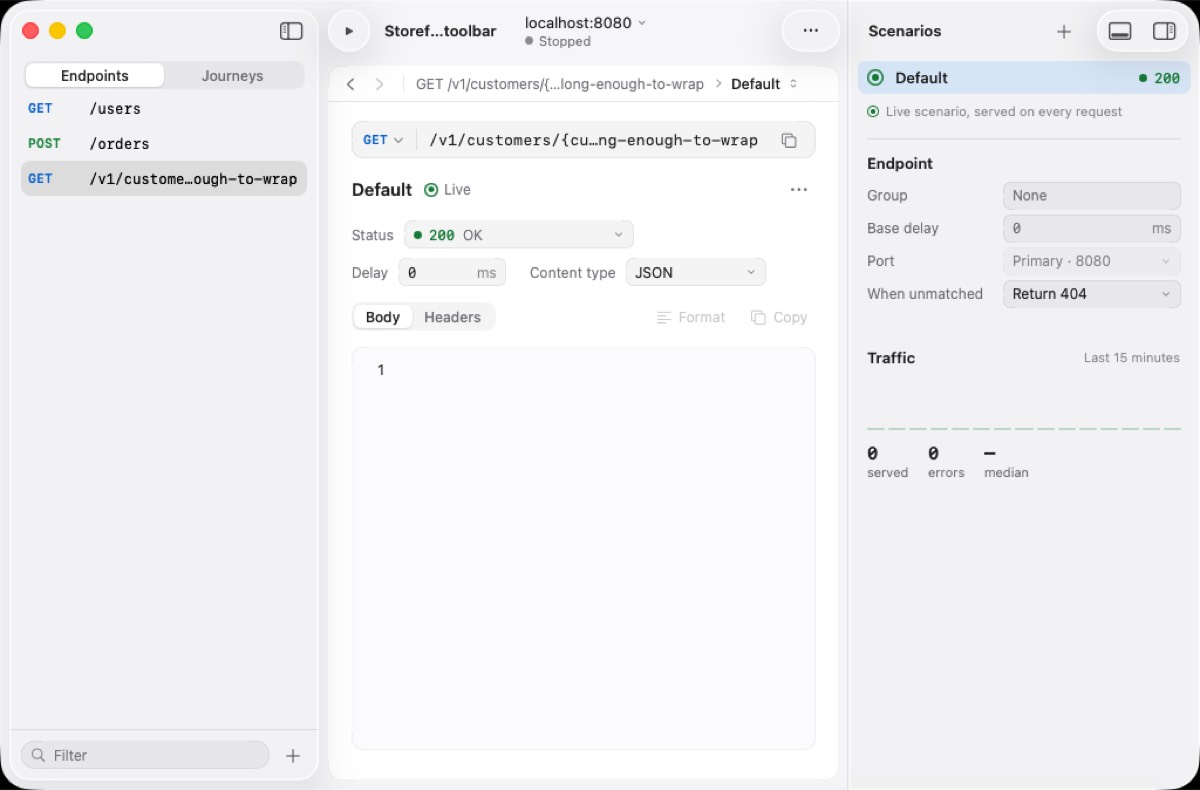 Endpoints
Journeys
GET /users
POST /orders
GET /v1/custome…ough-to-wrap
Filter
Storef…toolbar
localhost:8080
Stopped
GET /v1/customers/{…long-enough-to-wrap
Default
GET /v1/customers/{cu…ng-enough-to-wrap
Default Live
Status 200 OK
Delay 0 ms Content type JSON
Body Headers Format Copy
1
Scenarios
Default 200
Live scenario, served on every request
Endpoint
Group None
Base delay 0 ms
Port Primary · 8080
When unmatched Return 404
Traffic Last 15 minutes
0 0 –
served errors median